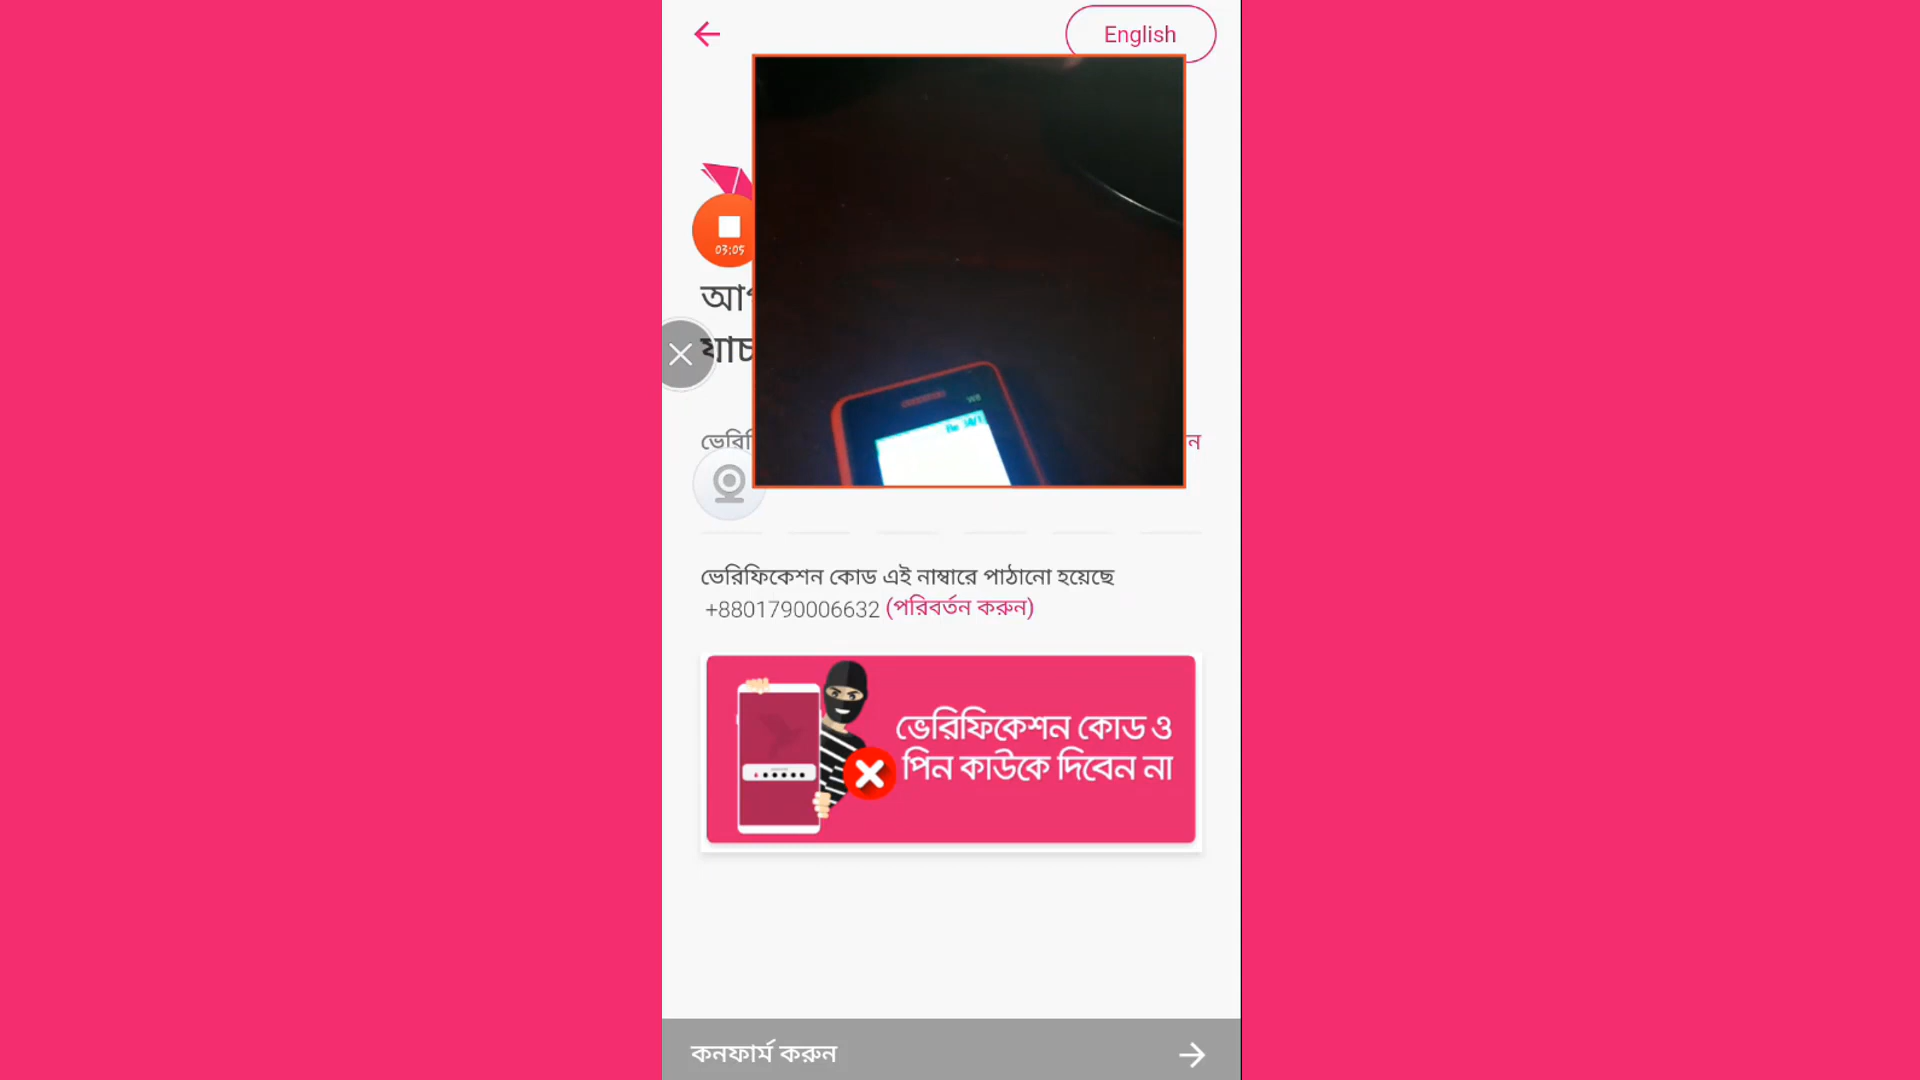 English
03:05
ভেরিফিকেশন কোড এই নাম্বারে পাঠানো হয়েছে
+8801790006632 (পরিবর্তন করুন)
ভেরিফিকেশন কোড ও
পিন কাউকে দিবেন না
কনফার্ম করুন